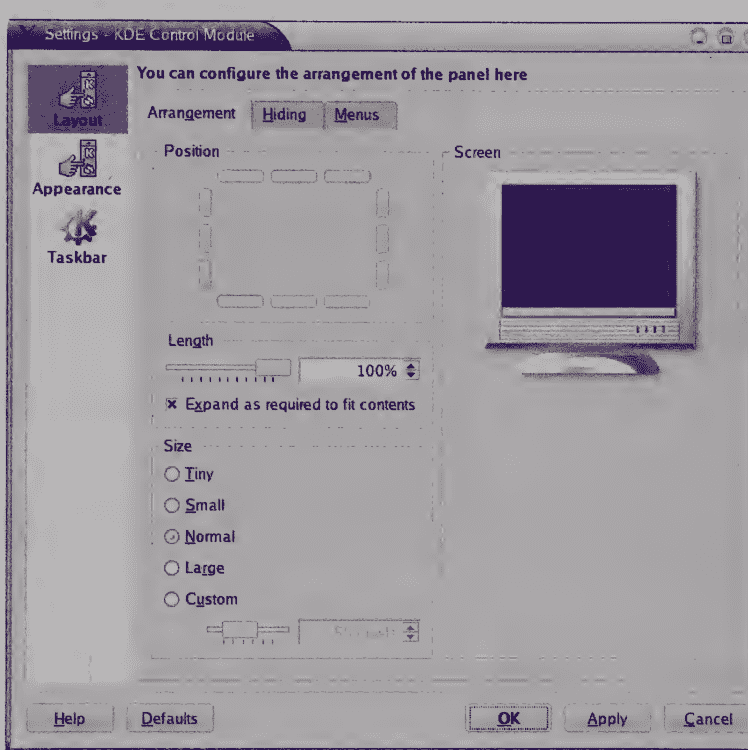 Settings - KDE Control Module
You can configure the arrangement of the panel here
Layout
Appearance
Taskbar
Arrangement
Hiding
Menus
Position
Screen
Length
100%
Expand as required to fit contents
Size
Tiny
Small
Normal
Large
Custom
Help
Defaults
OK
Apply
Cancel